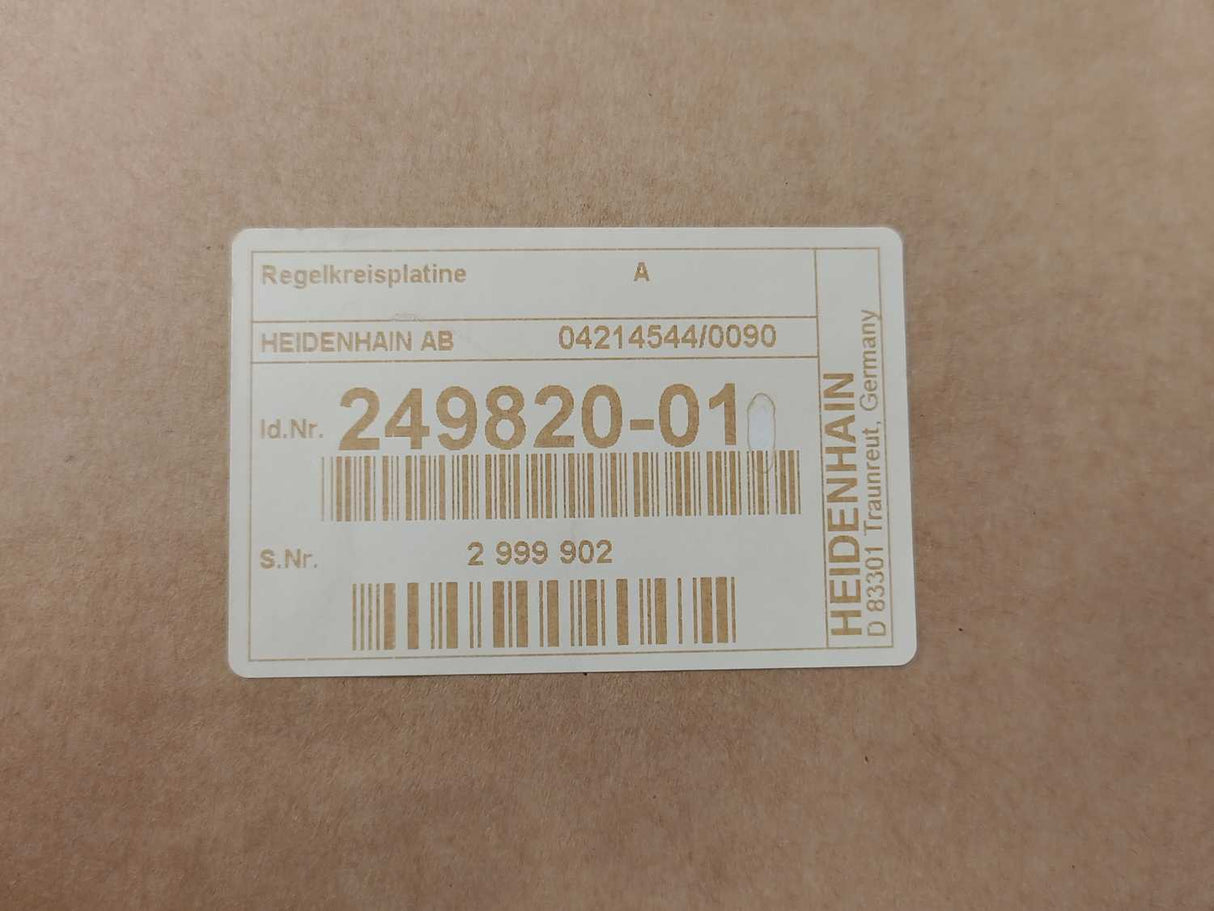 Regelkreisplatine A
HEIDENHAIN AB 04214544/0090
Id.Nr. 249820-01
S.Nr. 2 999 902
HEIDENHAIN
D 83301 Traunreut, Germany